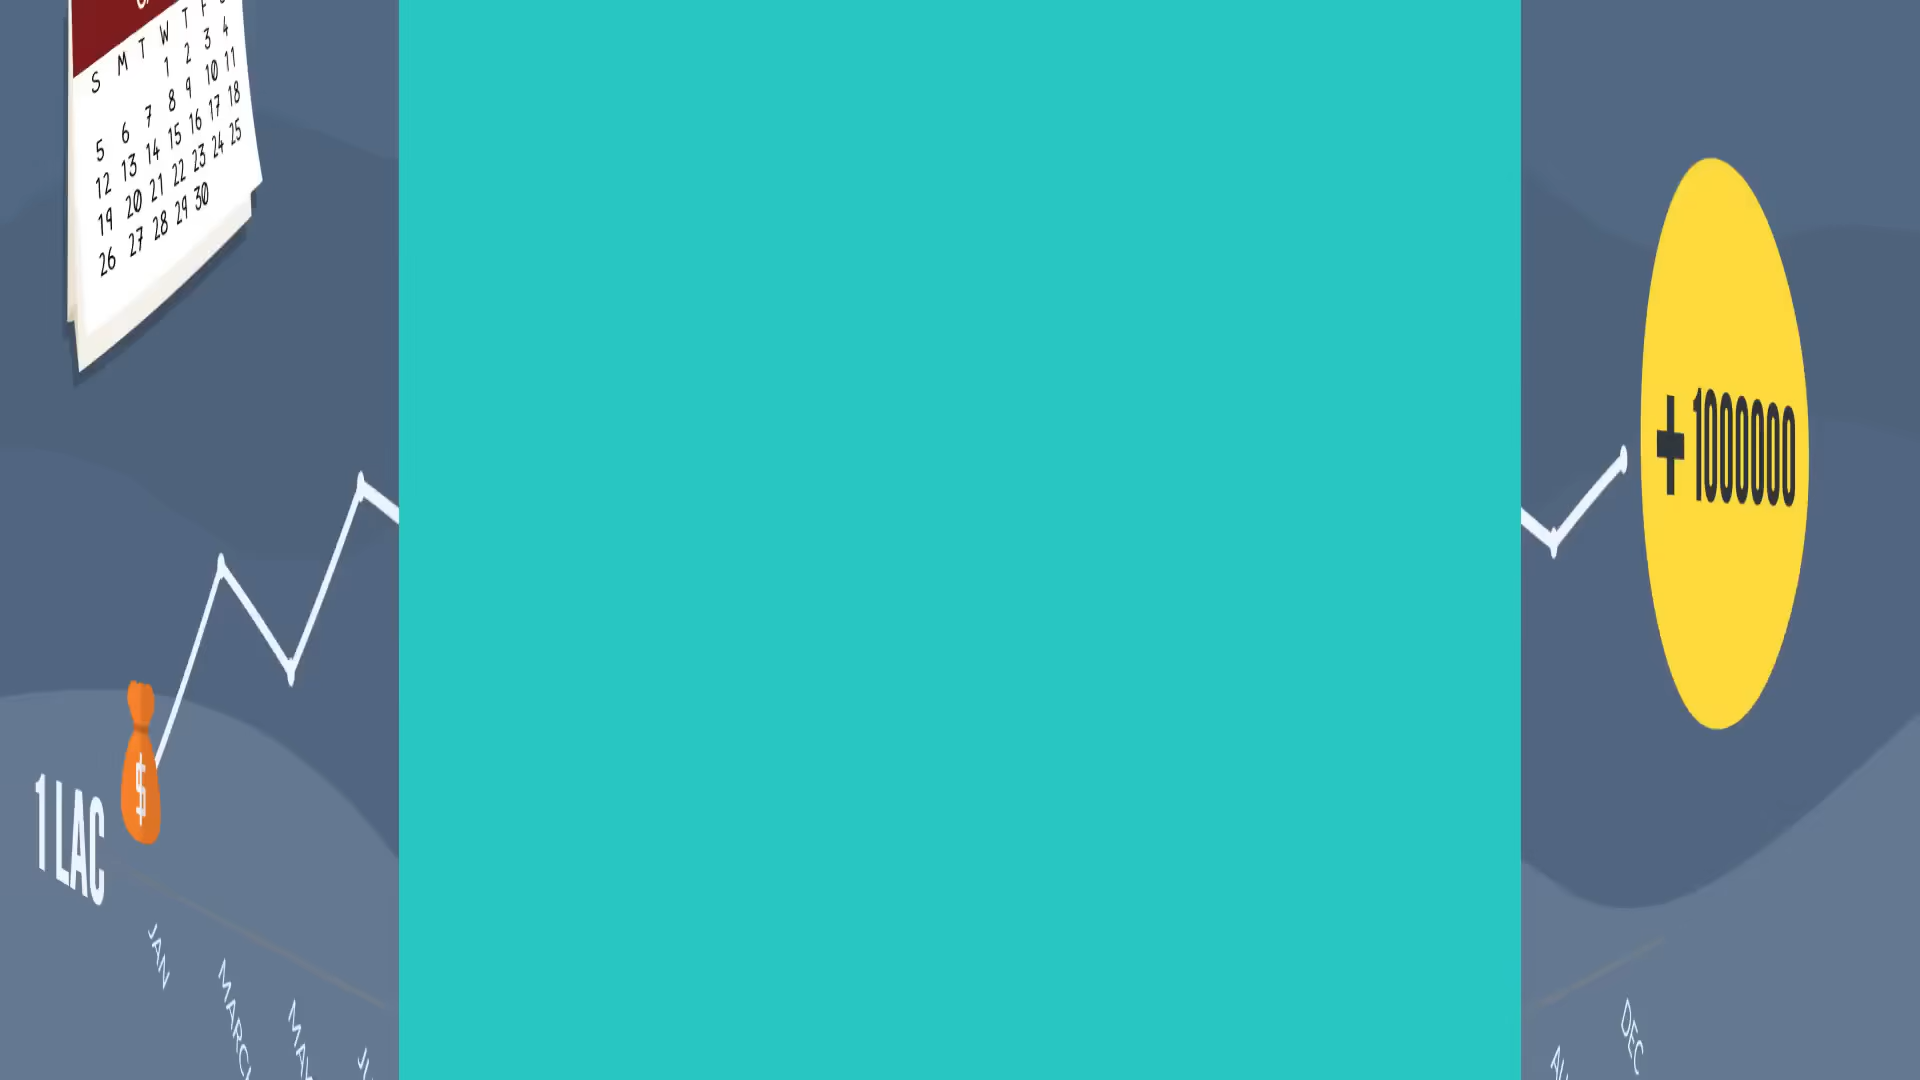 S M T W T F S
1 2 3 4
5 6 7 8 9 10 11
12 13 14 15 16 17 18
19 20 21 22 23 24 25
26 27 28 29 30
+1000000
$
1 LAC
JAN
DEC